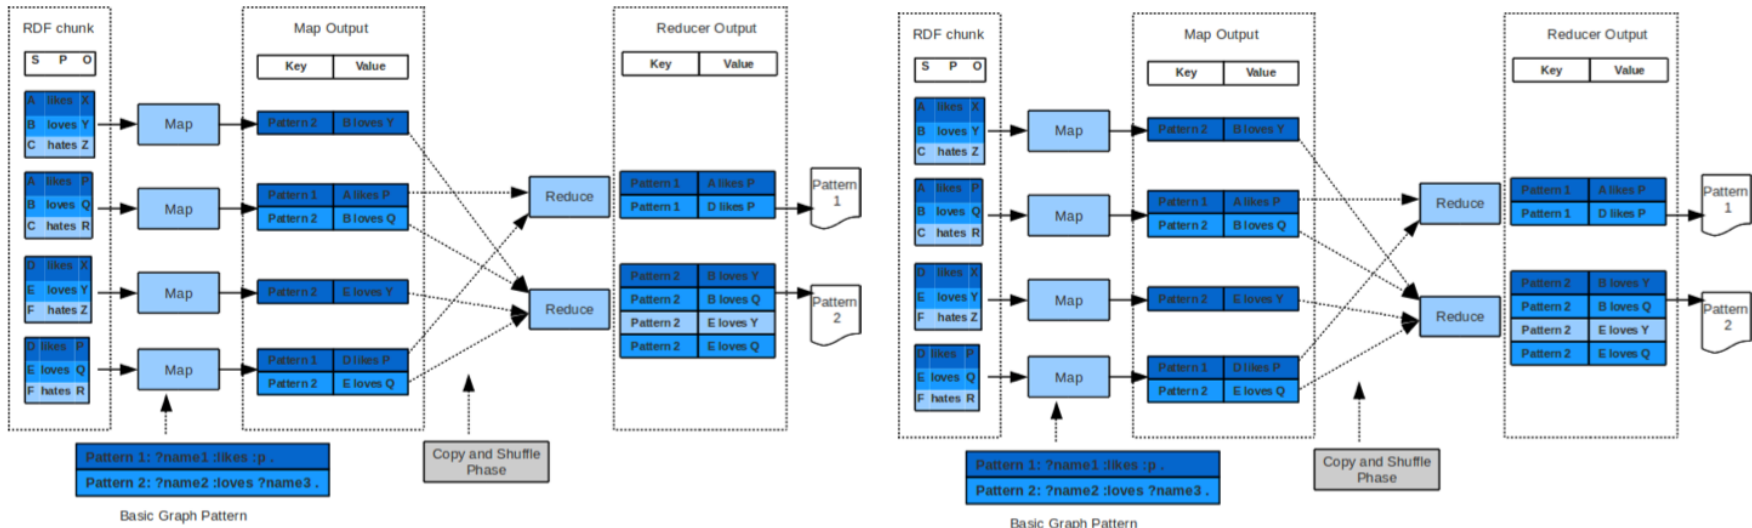 RDF chunk
S P O
A likes X
B loves Y
C hates Z
A likes P
B loves Q
C hates R
D likes X
E loves Y
F hates Z
D likes P
E loves Q
F hates R
Map
Map
Map
Map
Map Output
Key Value
Pattern 2 B loves Y
Pattern 1 A likes P
Pattern 2 B loves Q
Pattern 2 E loves Y
Pattern 1 D likes P
Pattern 2 E loves Q
Reduce
Reduce
Reducer Output
Key Value
Pattern 1 A likes P
Pattern 1 D likes P
Pattern 2 B loves Y
Pattern 2 B loves Q
Pattern 2 E loves Y
Pattern 2 E loves Q
Pattern
1
Pattern
2
Pattern 1: ?name1 :likes :p .
Pattern 2: ?name2 :loves ?name3 .
Basic Graph Pattern
Copy and Shuffle
Phase
RDF chunk
S P O
A likes X
B loves Y
C hates Z
A likes P
B loves Q
C hates R
D likes X
E loves Y
F hates Z
D likes P
E loves Q
F hates R
Map
Map
Map
Map
Map Output
Key Value
Pattern 2 B loves Y
Pattern 1 A likes P
Pattern 2 B loves Q
Pattern 2 E loves Y
Pattern 1 D likes P
Pattern 2 E loves Q
Reduce
Reduce
Reducer Output
Key Value
Pattern 1 A likes P
Pattern 1 D likes P
Pattern 2 B loves Y
Pattern 2 B loves Q
Pattern 2 E loves Y
Pattern 2 E loves Q
Pattern
1
Pattern
2
Pattern 1: ?name1 :likes :p .
Pattern 2: ?name2 :loves ?name3 .
Basic Graph Pattern
Copy and Shuffle
Phase